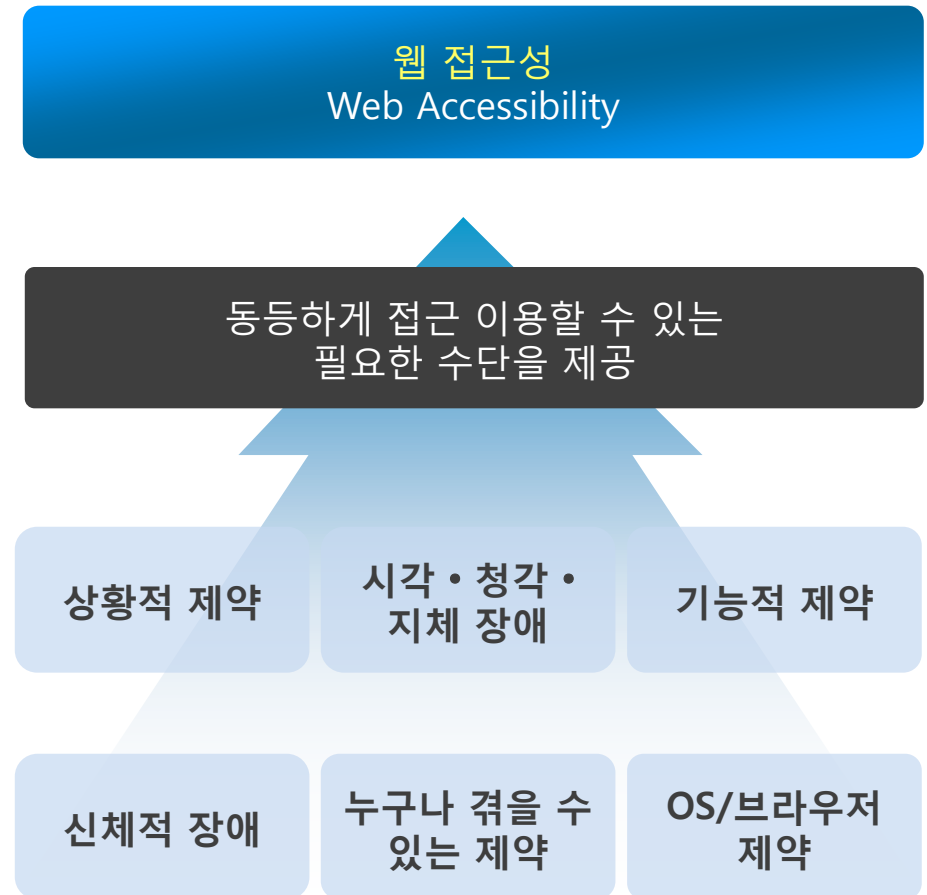 웹 접근성
Web Accessibility
동등하게 접근 이용할 수 있는
필요한 수단을 제공
상황적 제약
시각 • 청각 •
지체 장애
기능적 제약
신체적 장애
누구나 겪을 수
있는 제약
OS/브라우저
제약